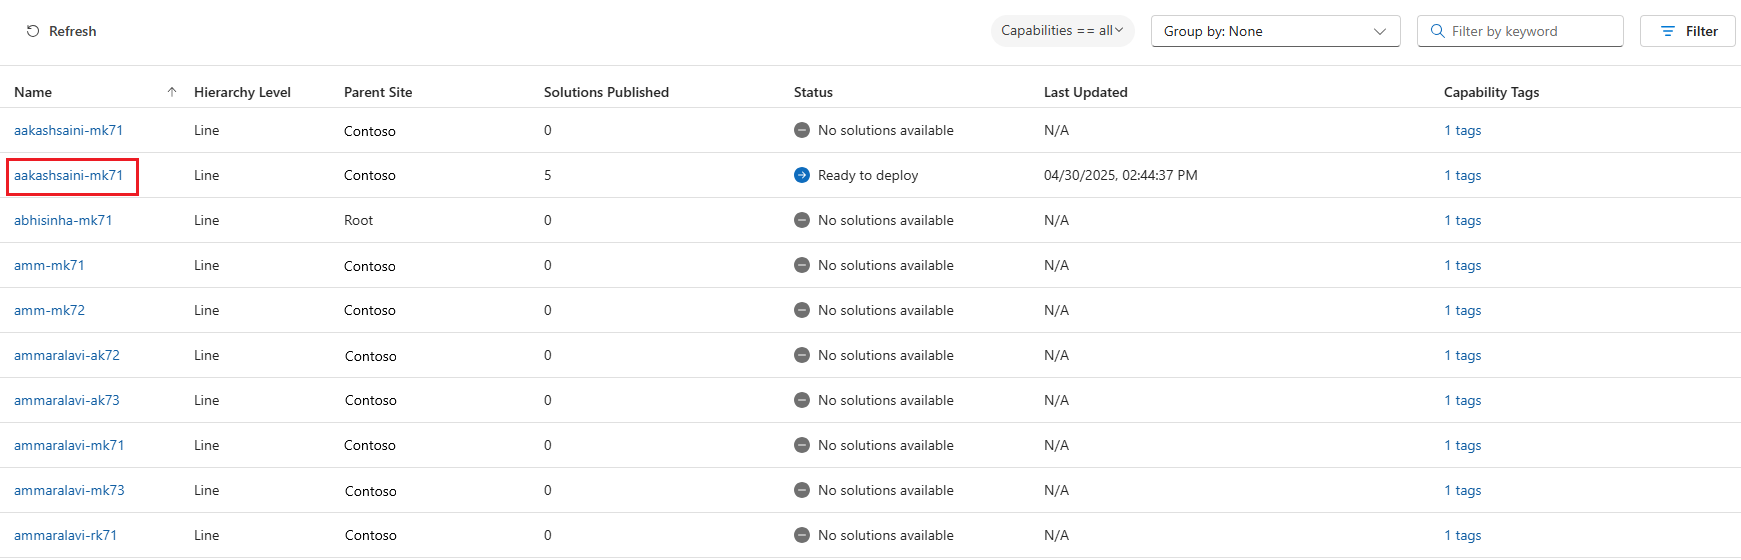 Refresh Capabilities == all Group by: None Filter by keyword Filter
Name Hierarchy Level Parent Site Solutions Published Status Last Updated Capability Tags
aakashsaini-mk71 Line Contoso 0 No solutions available N/A 1 tags
aakashsaini-mk71 Line Contoso 5 Ready to deploy 04/30/2025, 02:44:37 PM 1 tags
abhisinha-mk71 Line Root 0 No solutions available N/A 1 tags
amm-mk71 Line Contoso 0 No solutions available N/A 1 tags
amm-mk72 Line Contoso 0 No solutions available N/A 1 tags
ammaralavi-ak72 Line Contoso 0 No solutions available N/A 1 tags
ammaralavi-ak73 Line Contoso 0 No solutions available N/A 1 tags
ammaralavi-mk71 Line Contoso 0 No solutions available N/A 1 tags
ammaralavi-mk73 Line Contoso 0 No solutions available N/A 1 tags
ammaralavi-rk71 Line Contoso 0 No solutions available N/A 1 tags